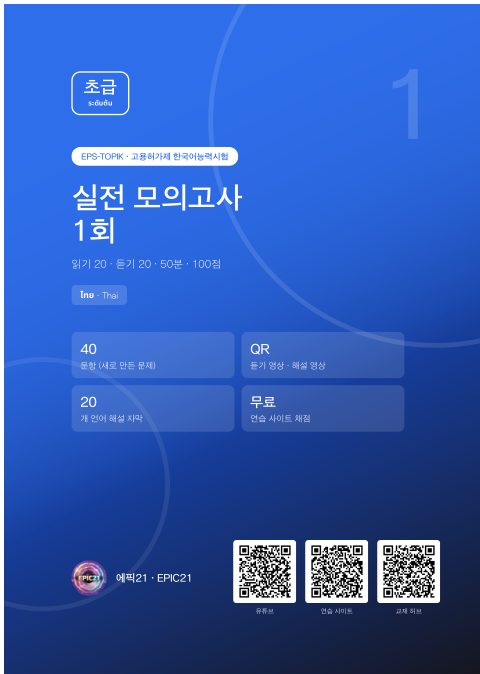 초급
ระดับต้น
1
EPS-TOPIK · 고용허가제 한국어능력시험
실전 모의고사
1회
읽기 20 · 듣기 20 · 50분 · 100점
ไทย · Thai
40
문항 (새로 만든 문제)
QR
듣기 영상 · 해설 영상
20
개 언어 해설 자막
무료
연습 사이트 채점
EPIC21
에픽21 · EPIC21
유튜브
연습 사이트
교재 허브